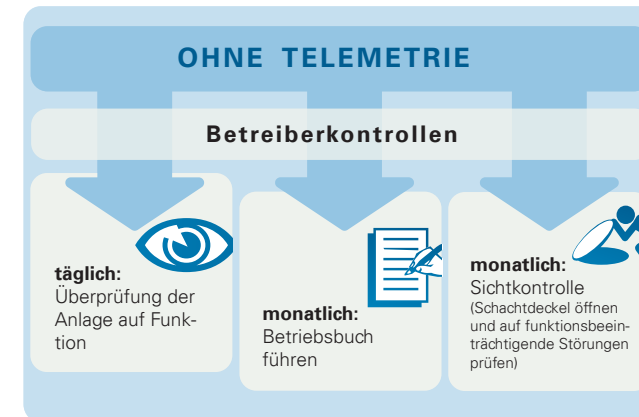 OHNE TELEMETRIE
Betreiberkontrollen
täglich:
Überprüfung der
Anlage auf Funk-
tion
monatlich:
Betriebsbuch
führen
monatlich:
Sichtkontrolle
(Schachtdeckel öffnen
und auf funktionsbeein-
trächtigende Störungen
prüfen)